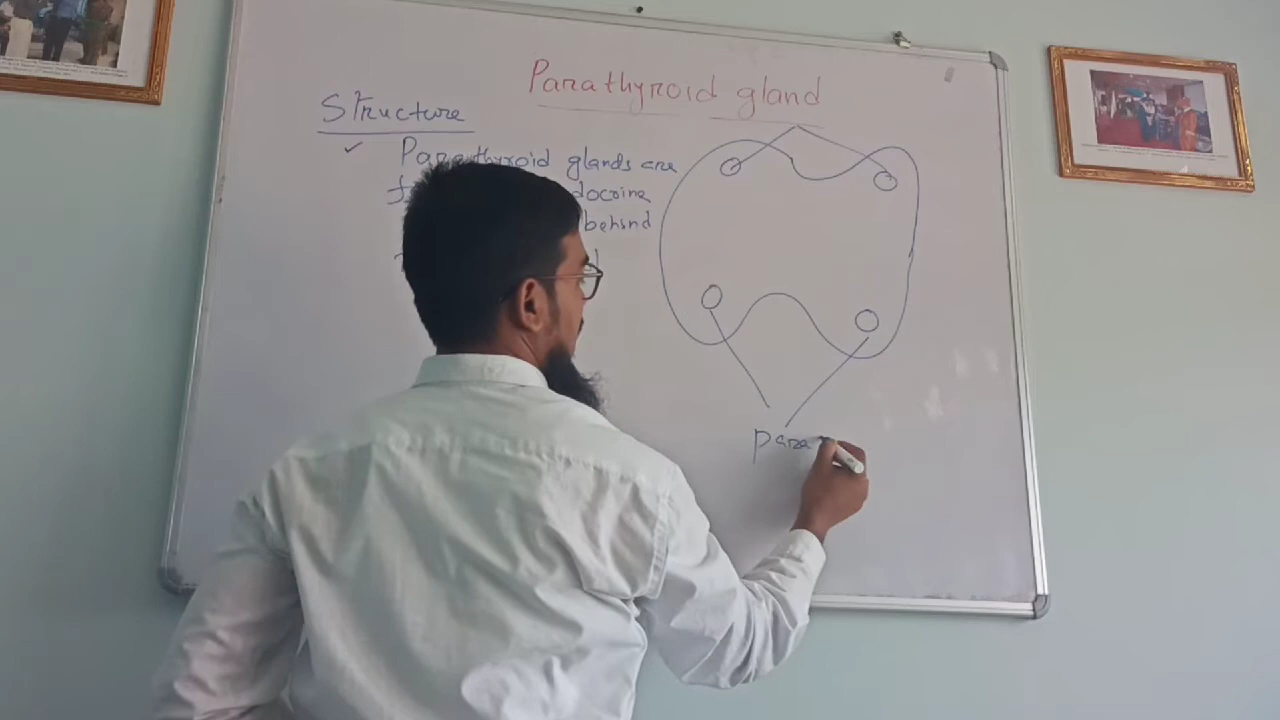 Parathyroid gland
Structure
✓ Parathyroid glands are
docrine
behind
para